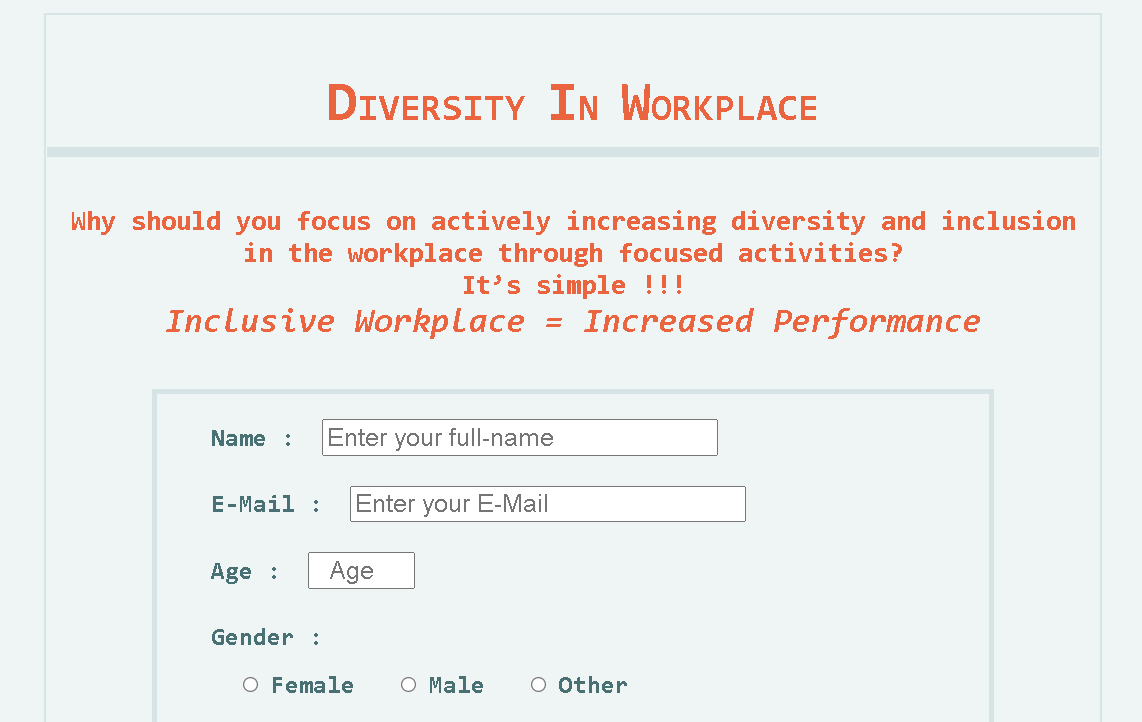 Diversity In Workplace
Why should you focus on actively increasing diversity and inclusion
in the workplace through focused activities?
It’s simple !!!
Inclusive Workplace = Increased Performance
Name : Enter your full-name
E-Mail : Enter your E-Mail
Age : Age
Gender :
Female Male Other